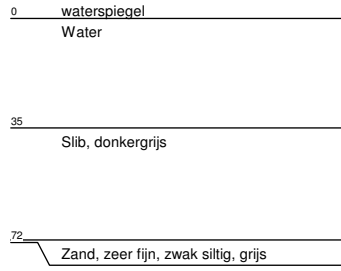 0 waterspiegel
Water
35
Slib, donkergrijs
72
Zand, zeer fijn, zwak siltig, grijs